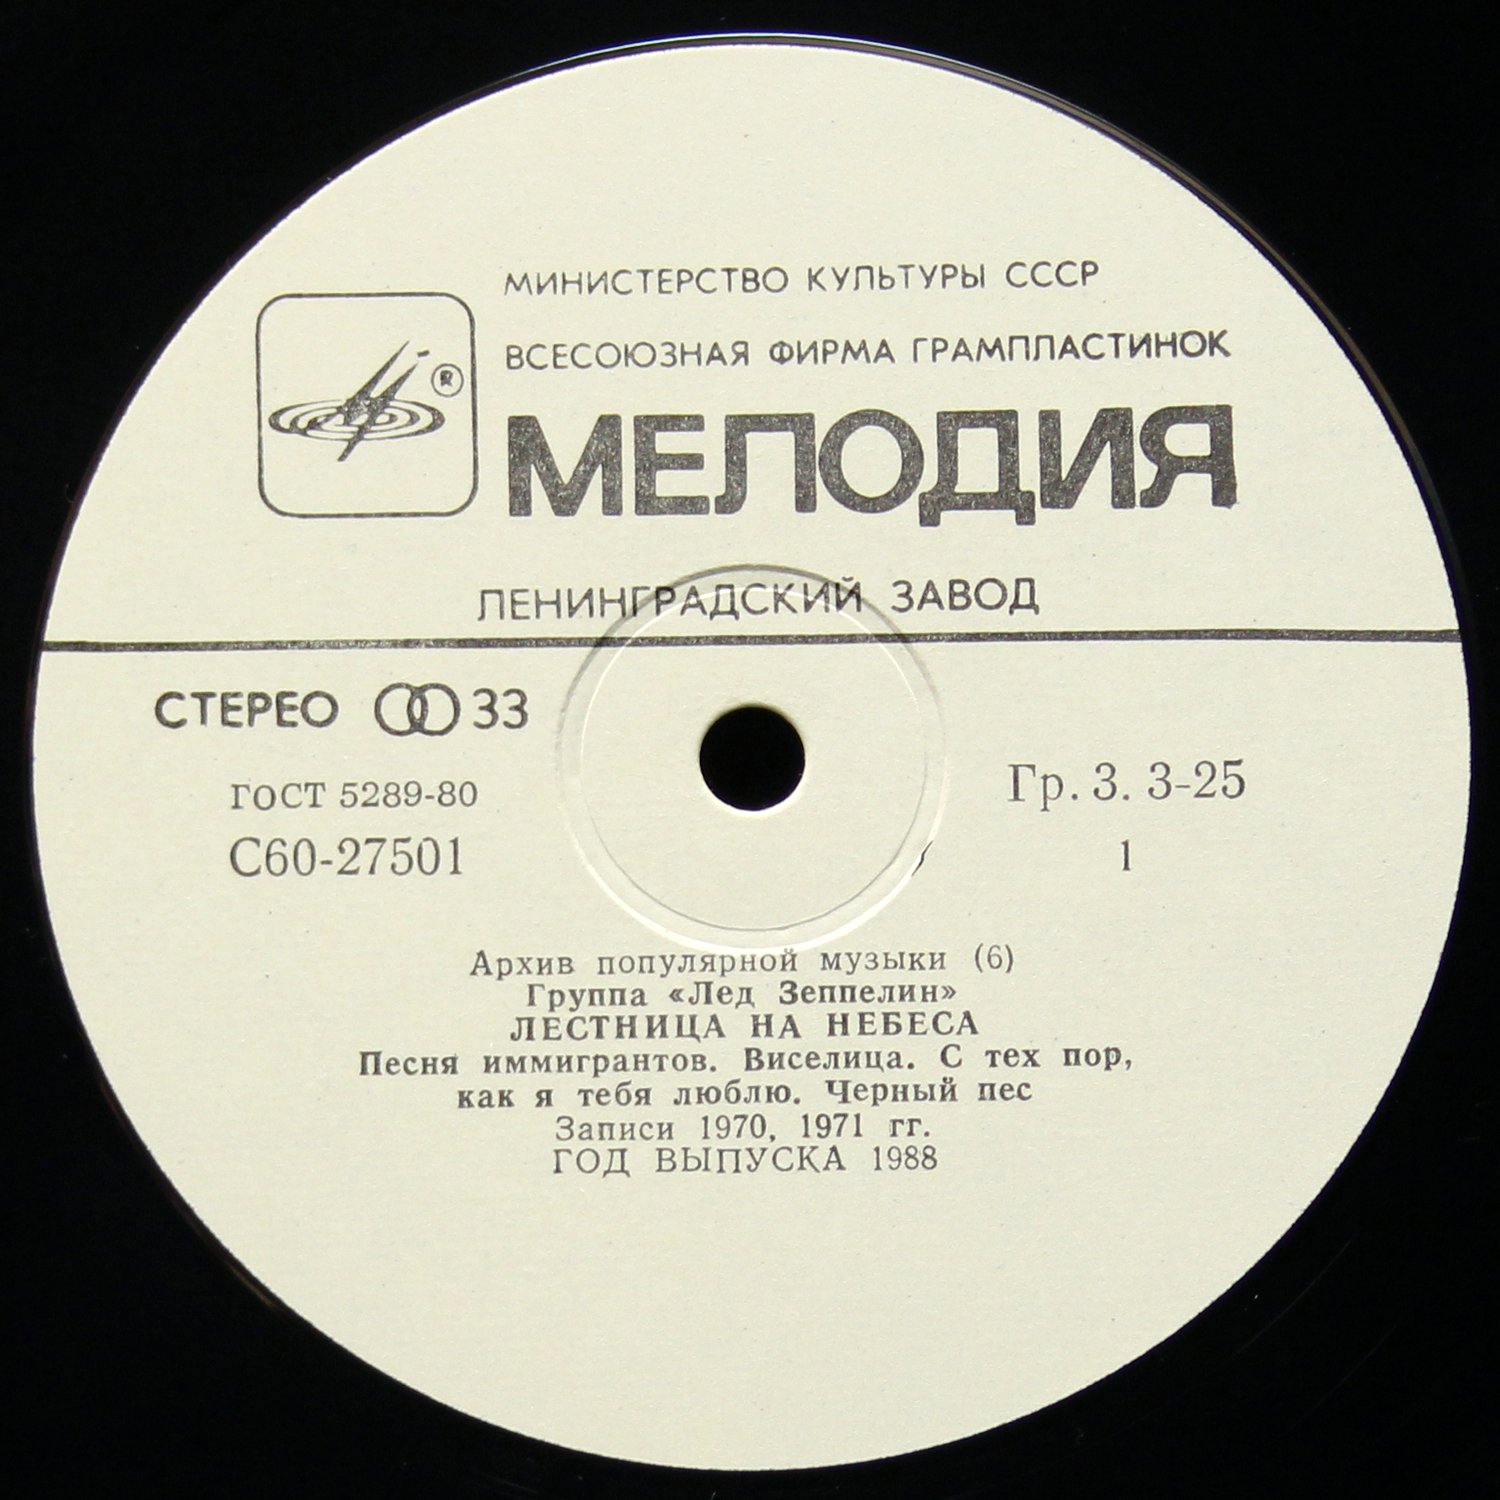 МИНИСТЕРСТВО КУЛЬТУРЫ СССР
ВСЕСОЮЗНАЯ ФИРМА ГРАМПЛАСТИНОК
®
МЕЛОДИЯ
ЛЕНИНГРАДСКИЙ ЗАВОД
СТЕРЕО 33
ГОСТ 5289-80
Гр. 3. 3-25
С60-27501
1
Архив популярной музыки (6)
Группа «Лед Зеппелин»
ЛЕСТНИЦА НА НЕБЕСА
Песня иммигрантов. Виселица. С тех пор,
как я тебя люблю. Черный пес
Записи 1970, 1971 гг.
ГОД ВЫПУСКА 1988